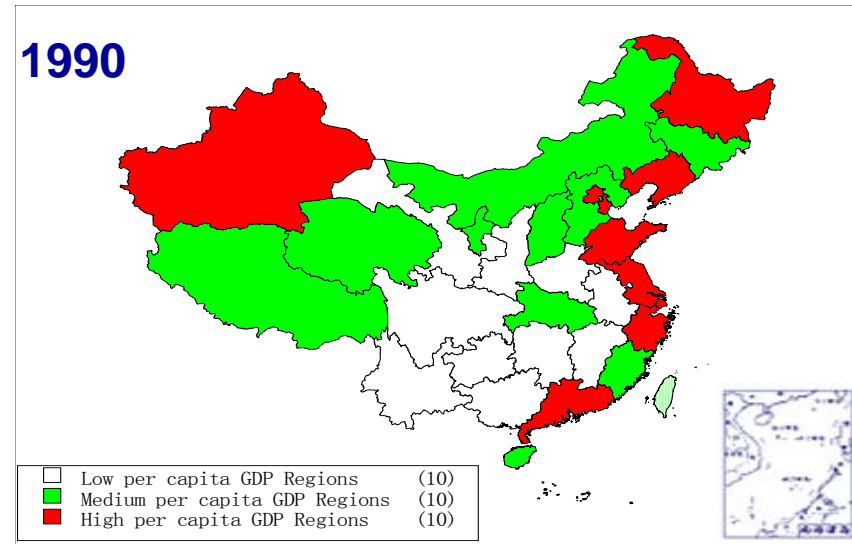 1990
Low per capita GDP Regions (10)
Medium per capita GDP Regions (10)
High per capita GDP Regions (10)